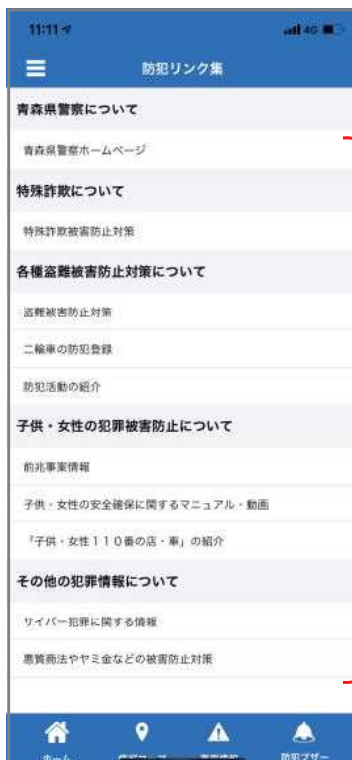 11:11
4G
防犯リンク集
青森県警察について
青森県警察ホームページ
特殊詐欺について
特殊詐欺被害防止対策
各種盗難被害防止対策について
盗難被害防止対策
二輪車の防犯登録
防犯活動の紹介
子供・女性の犯罪被害防止について
前兆事案情報
子供・女性の安全確保に関するマニュアル・動画
「子供・女性110番の店・車」の紹介
その他の犯罪情報について
サイバー犯罪に関する情報
悪質商法やヤミ金などの被害防止対策
ホーム
防犯ブザー